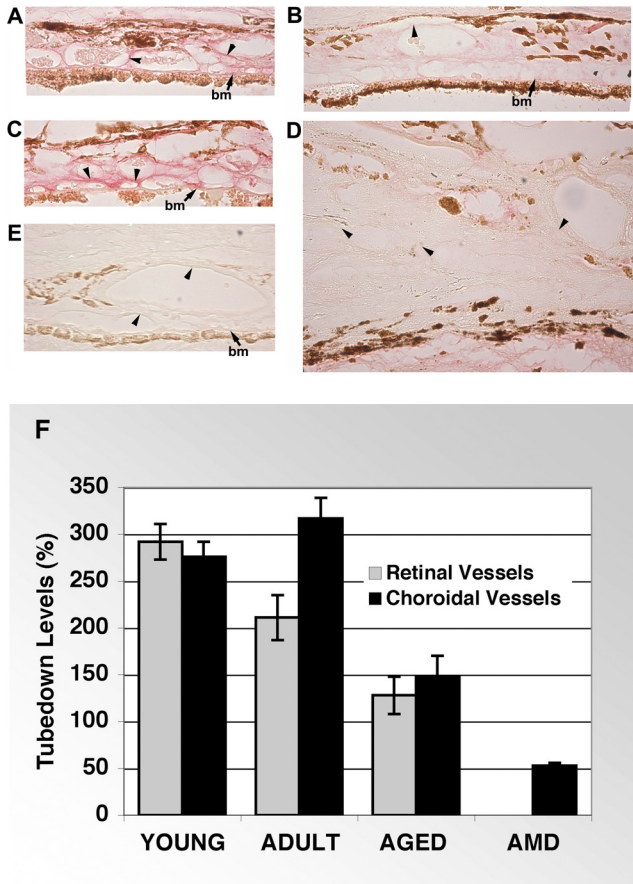 A
B
bm
bm
C
D
bm
E
bm
F
350
300
250
200
150
100
50
0
Tubedown Levels (%)
Retinal Vessels
Choroidal Vessels
YOUNG ADULT AGED AMD